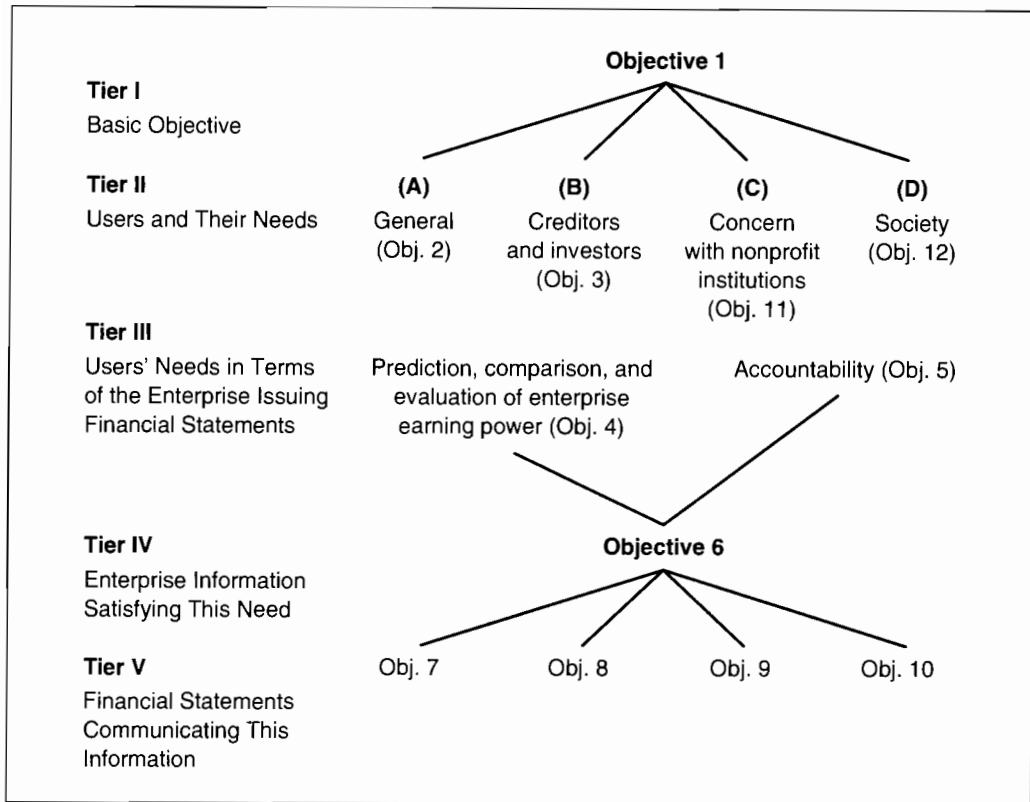 Objective 1
Tier I
Basic Objective
Tier II
Users and Their Needs
(A)
General
(Obj. 2)
(B)
Creditors
and investors
(Obj. 3)
(C)
Concern
with nonprofit
institutions
(Obj. 11)
(D)
Society
(Obj. 12)
Tier III
Users' Needs in Terms
of the Enterprise Issuing
Financial Statements
Prediction, comparison, and
evaluation of enterprise
earning power (Obj. 4)
Accountability (Obj. 5)
Tier IV
Enterprise Information
Satisfying This Need
Objective 6
Tier V
Financial Statements
Communicating This
Information
Obj. 7
Obj. 8
Obj. 9
Obj. 10